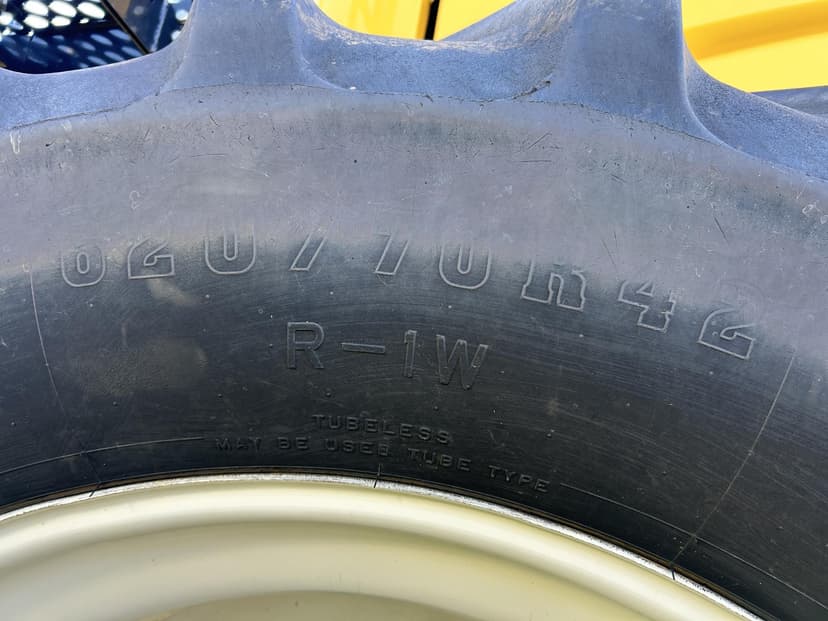 620/70R42
R-1W
TUBELESS
MAY BE USED TUBE TYPE